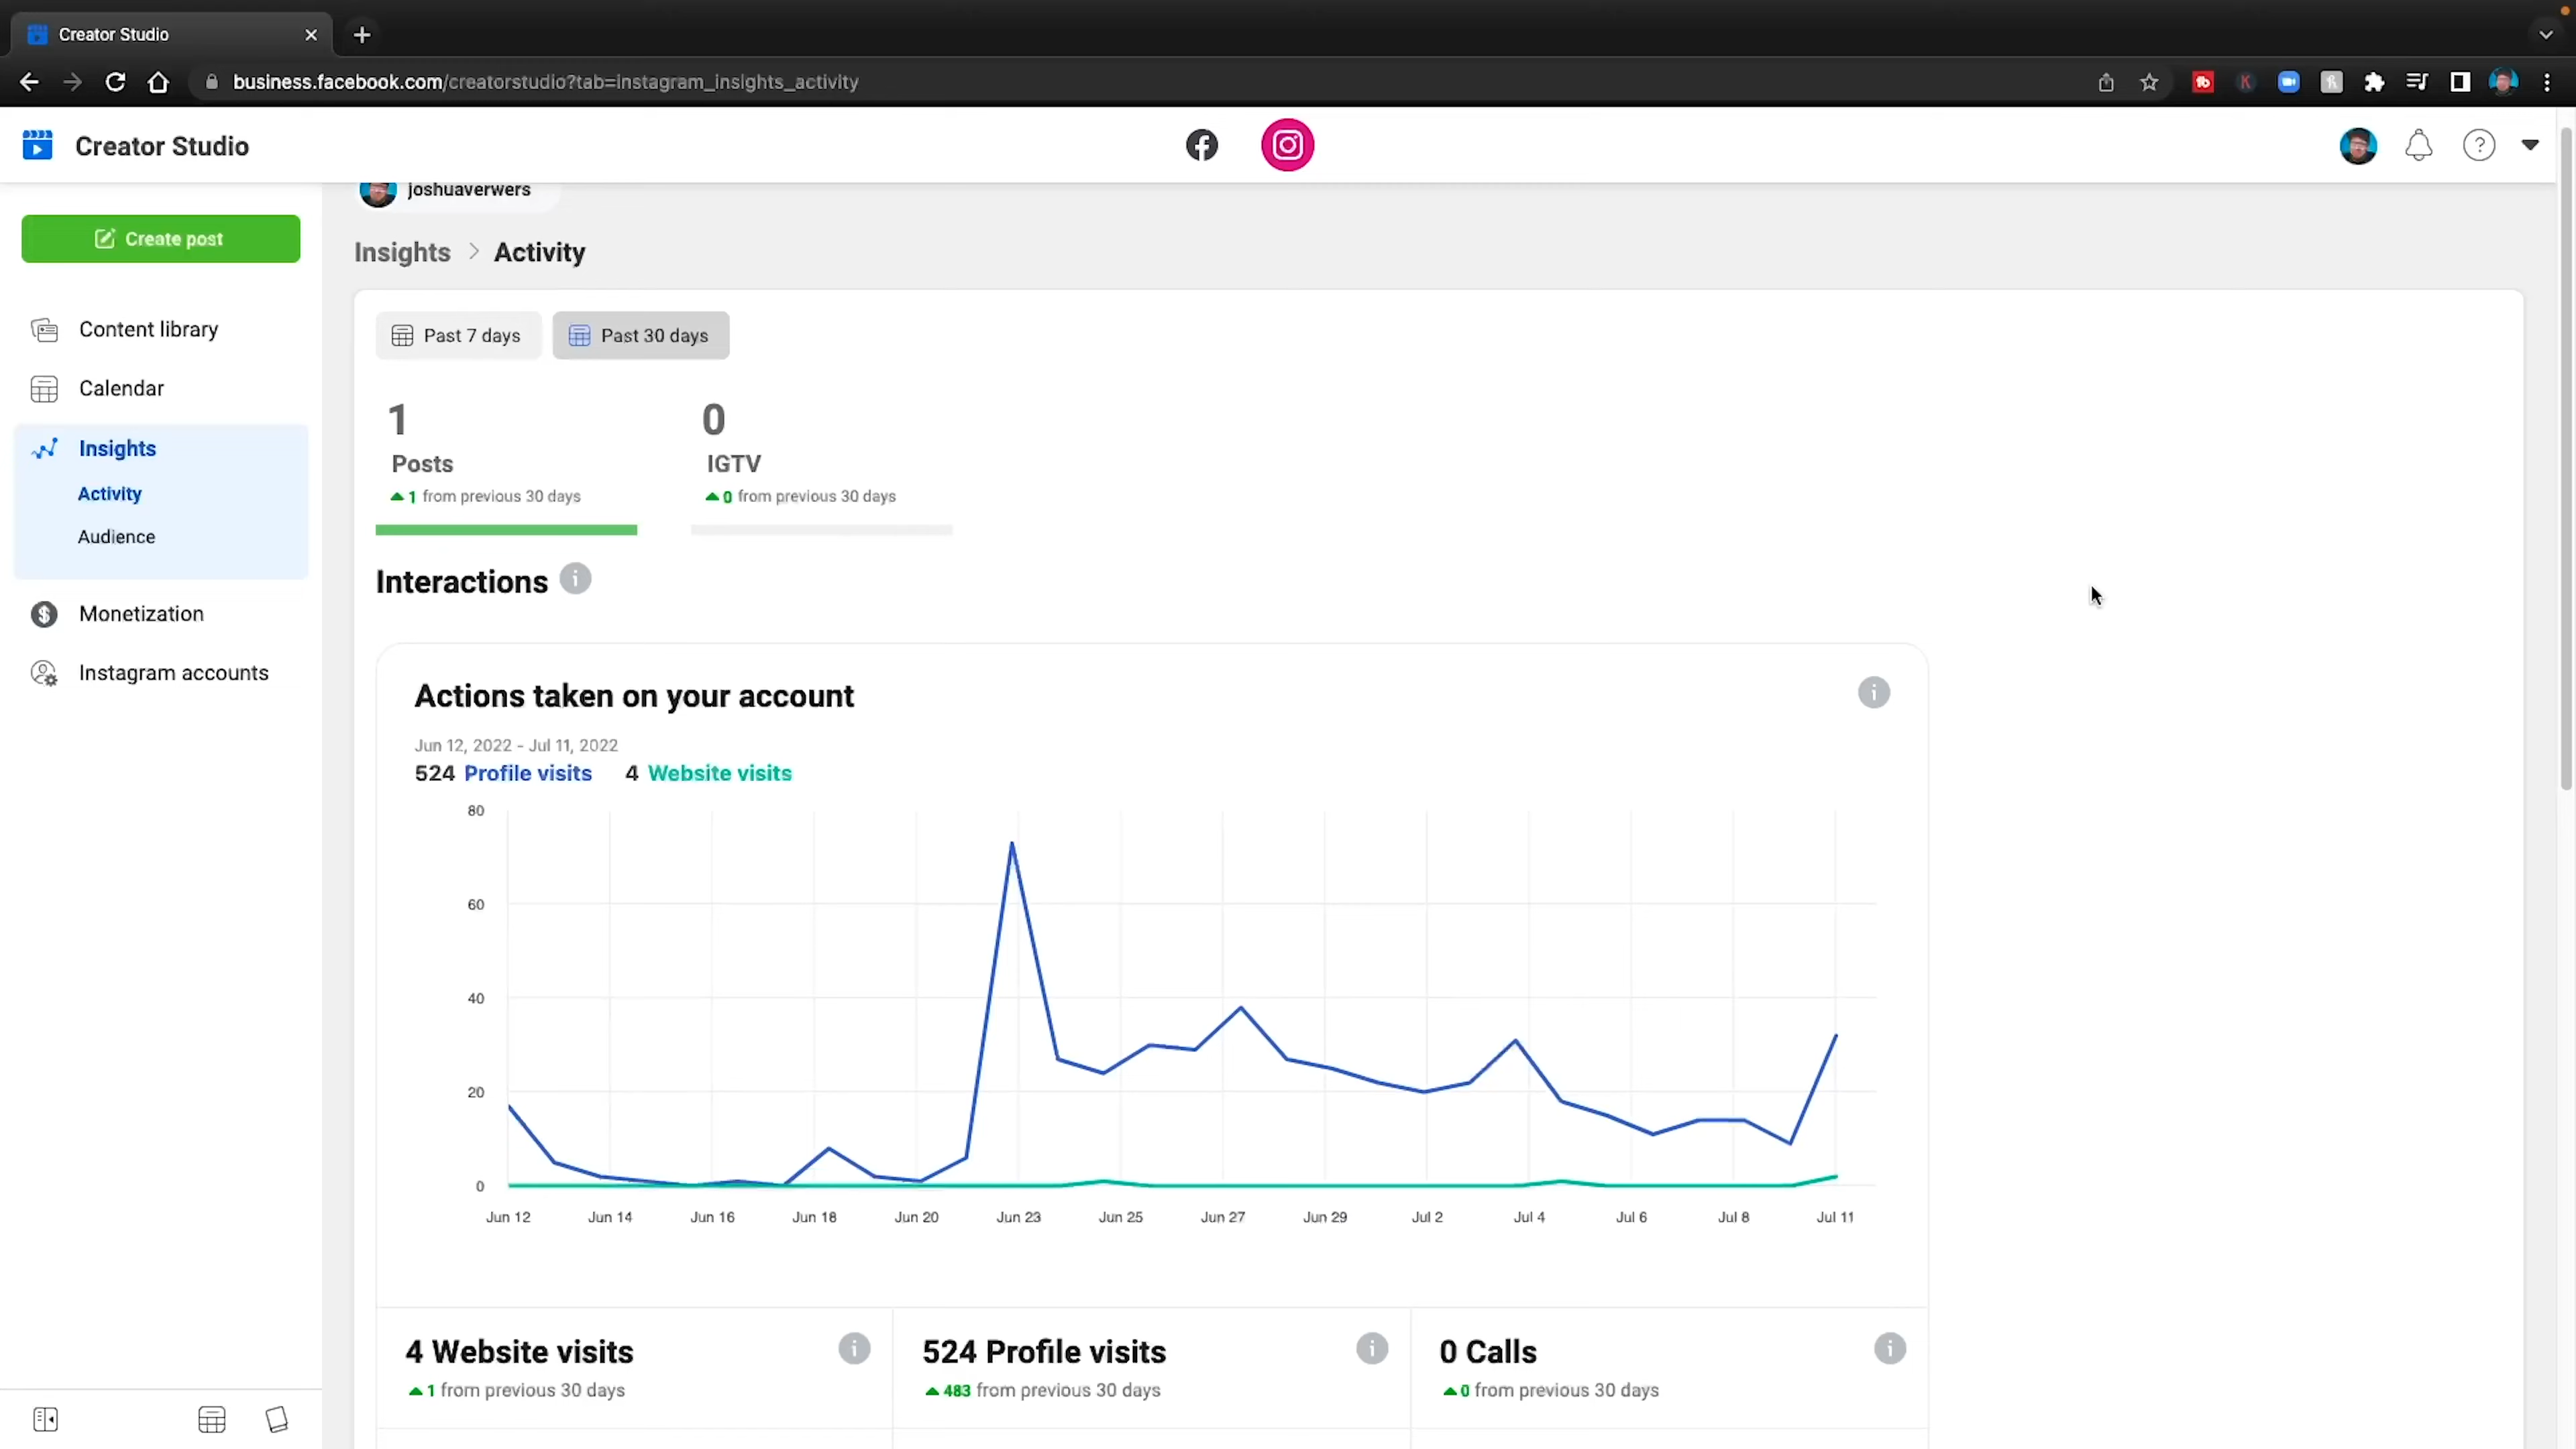 Creator Studio
business.facebook.com/creatorstudio?tab=instagram_insights_activity
Creator Studio
joshuaverwers
Create post
Insights > Activity
Content library
Calendar
Insights
Activity
Audience
Monetization
Instagram accounts
Past 7 days Past 30 days
1 0
Posts IGTV
1 from previous 30 days 0 from previous 30 days
Interactions
Actions taken on your account
Jun 12, 2022 - Jul 11, 2022
524 Profile visits 4 Website visits
80
60
40
20
0
Jun 12 Jun 14 Jun 16 Jun 18 Jun 20 Jun 23 Jun 25 Jun 27 Jun 29 Jul 2 Jul 4 Jul 6 Jul 8 Jul 11
4 Website visits 524 Profile visits 0 Calls
1 from previous 30 days 483 from previous 30 days 0 from previous 30 days